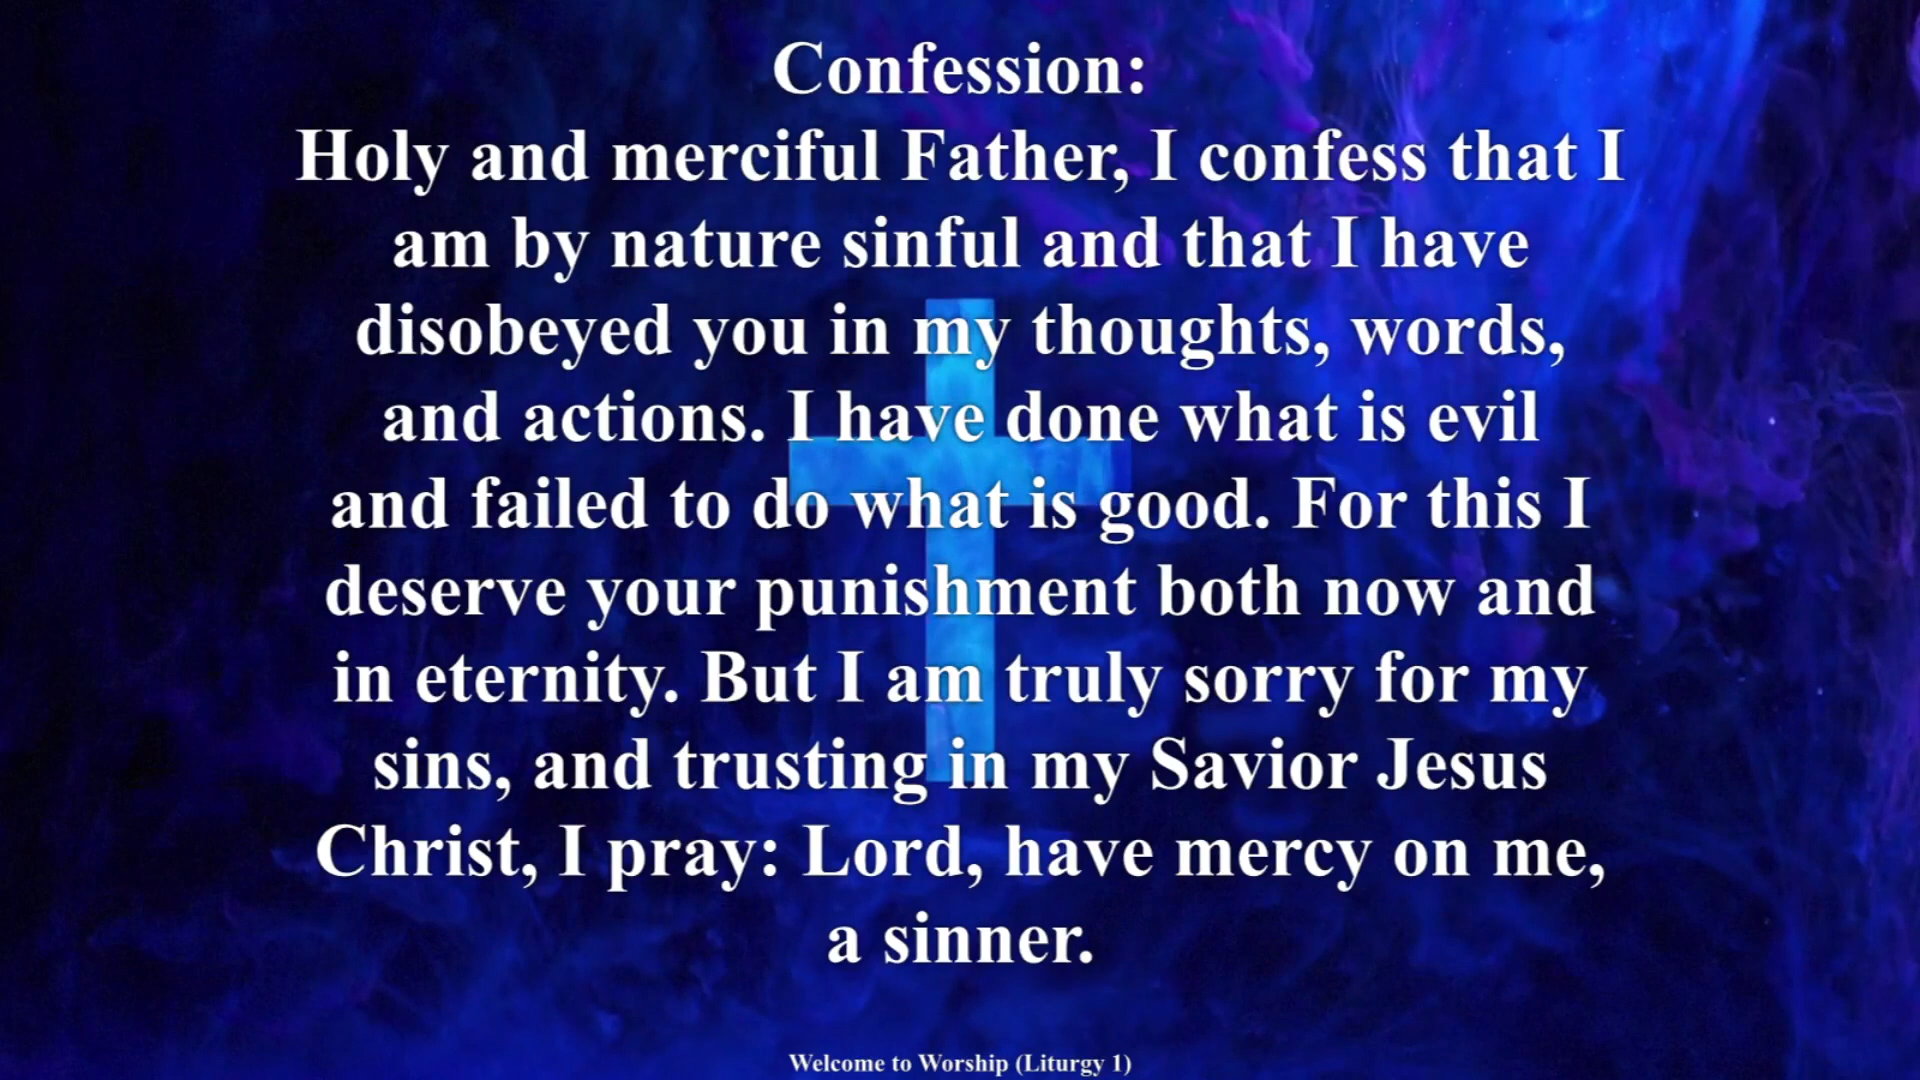 Confession:
Holy and merciful Father, I confess that I
am by nature sinful and that I have
disobeyed you in my thoughts, words,
and actions. I have done what is evil
and failed to do what is good. For this I
deserve your punishment both now and
in eternity. But I am truly sorry for my
sins, and trusting in my Savior Jesus
Christ, I pray: Lord, have mercy on me,
a sinner.
Welcome to Worship (Liturgy 1)